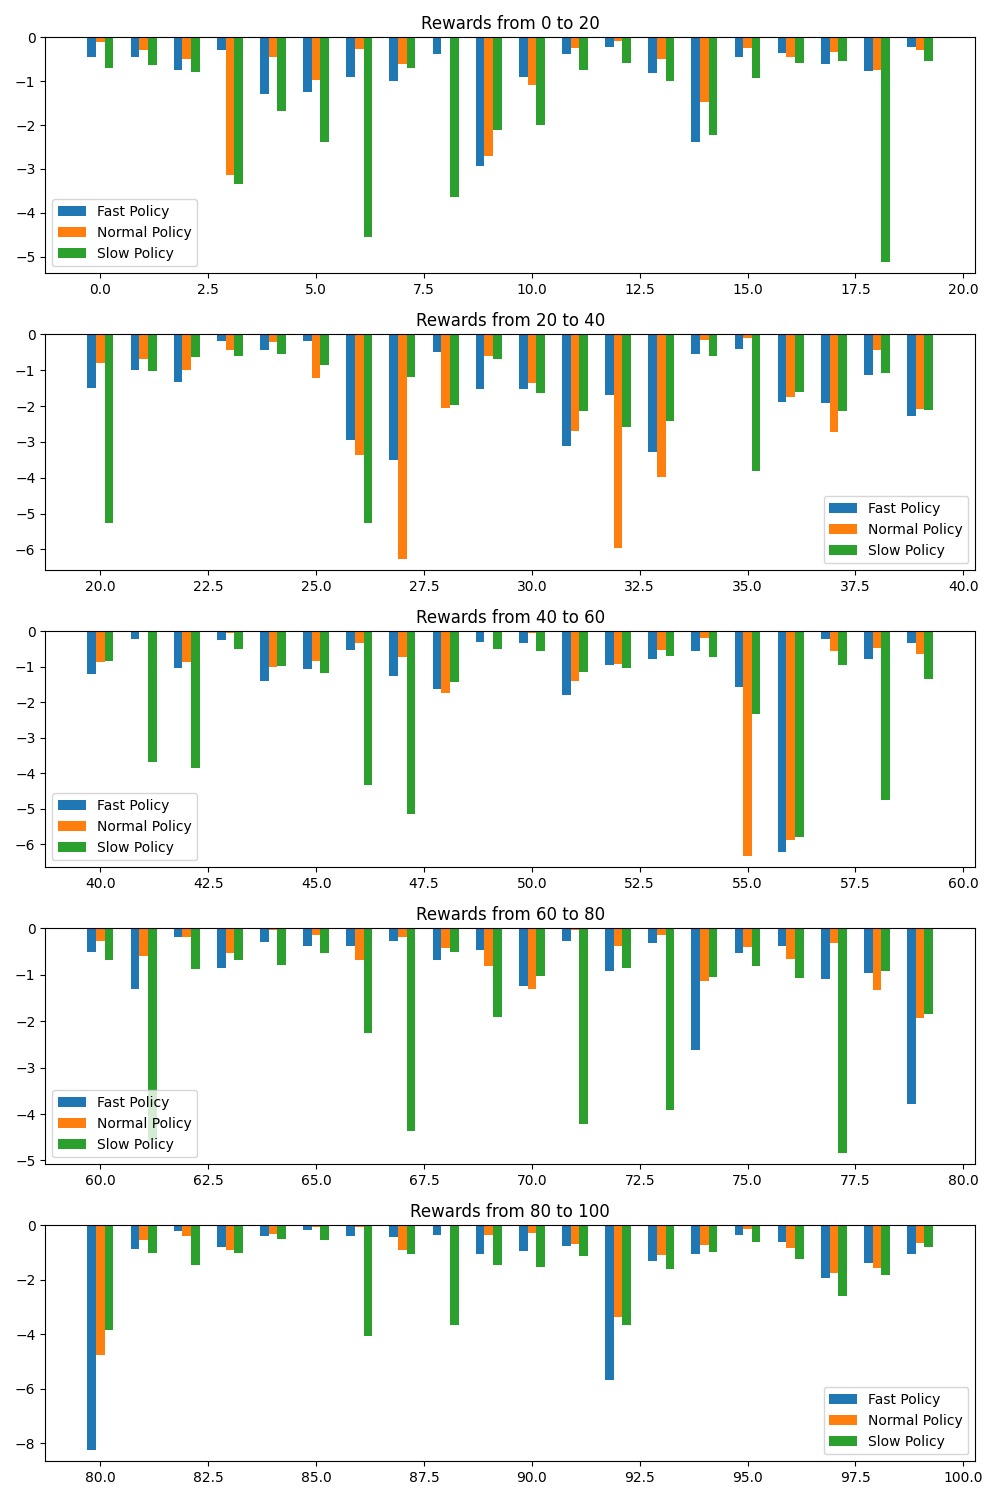 Rewards from 0 to 20
0
−1
−2
−3
−4
−5
Fast Policy
Normal Policy
Slow Policy
0.0 2.5 5.0 7.5 10.0 12.5 15.0 17.5 20.0
Rewards from 20 to 40
0
−1
−2
−3
−4
−5
−6
Fast Policy
Normal Policy
Slow Policy
20.0 22.5 25.0 27.5 30.0 32.5 35.0 37.5 40.0
Rewards from 40 to 60
0
−1
−2
−3
−4
−5
−6
Fast Policy
Normal Policy
Slow Policy
40.0 42.5 45.0 47.5 50.0 52.5 55.0 57.5 60.0
Rewards from 60 to 80
0
−1
−2
−3
−4
−5
Fast Policy
Normal Policy
Slow Policy
60.0 62.5 65.0 67.5 70.0 72.5 75.0 77.5 80.0
Rewards from 80 to 100
0
−2
−4
−6
−8
Fast Policy
Normal Policy
Slow Policy
80.0 82.5 85.0 87.5 90.0 92.5 95.0 97.5 100.0